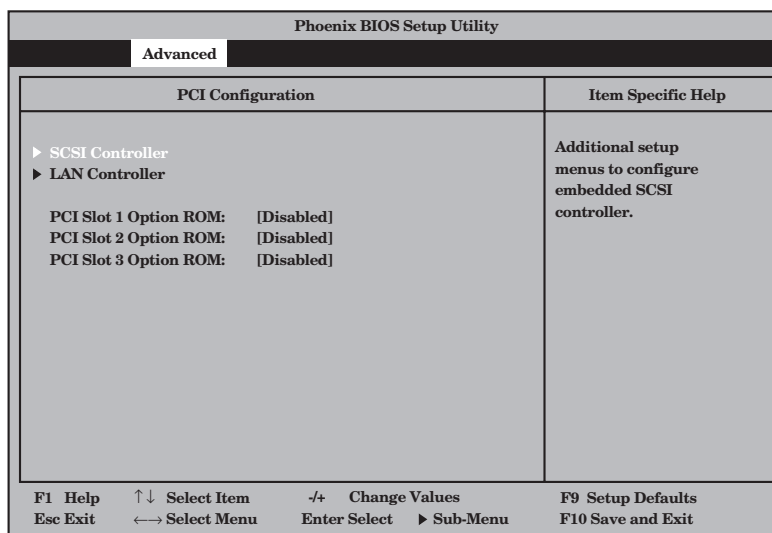 Phoenix BIOS Setup Utility
Advanced
PCI Configuration
Item Specific Help
▶ SCSI Controller
▶ LAN Controller
PCI Slot 1 Option ROM: [Disabled]
PCI Slot 2 Option ROM: [Disabled]
PCI Slot 3 Option ROM: [Disabled]
Additional setup
menus to configure
embedded SCSI
controller.
F1 Help ↑↓ Select Item -/+ Change Values F9 Setup Defaults
Esc Exit ←→ Select Menu Enter Select ▶ Sub-Menu F10 Save and Exit